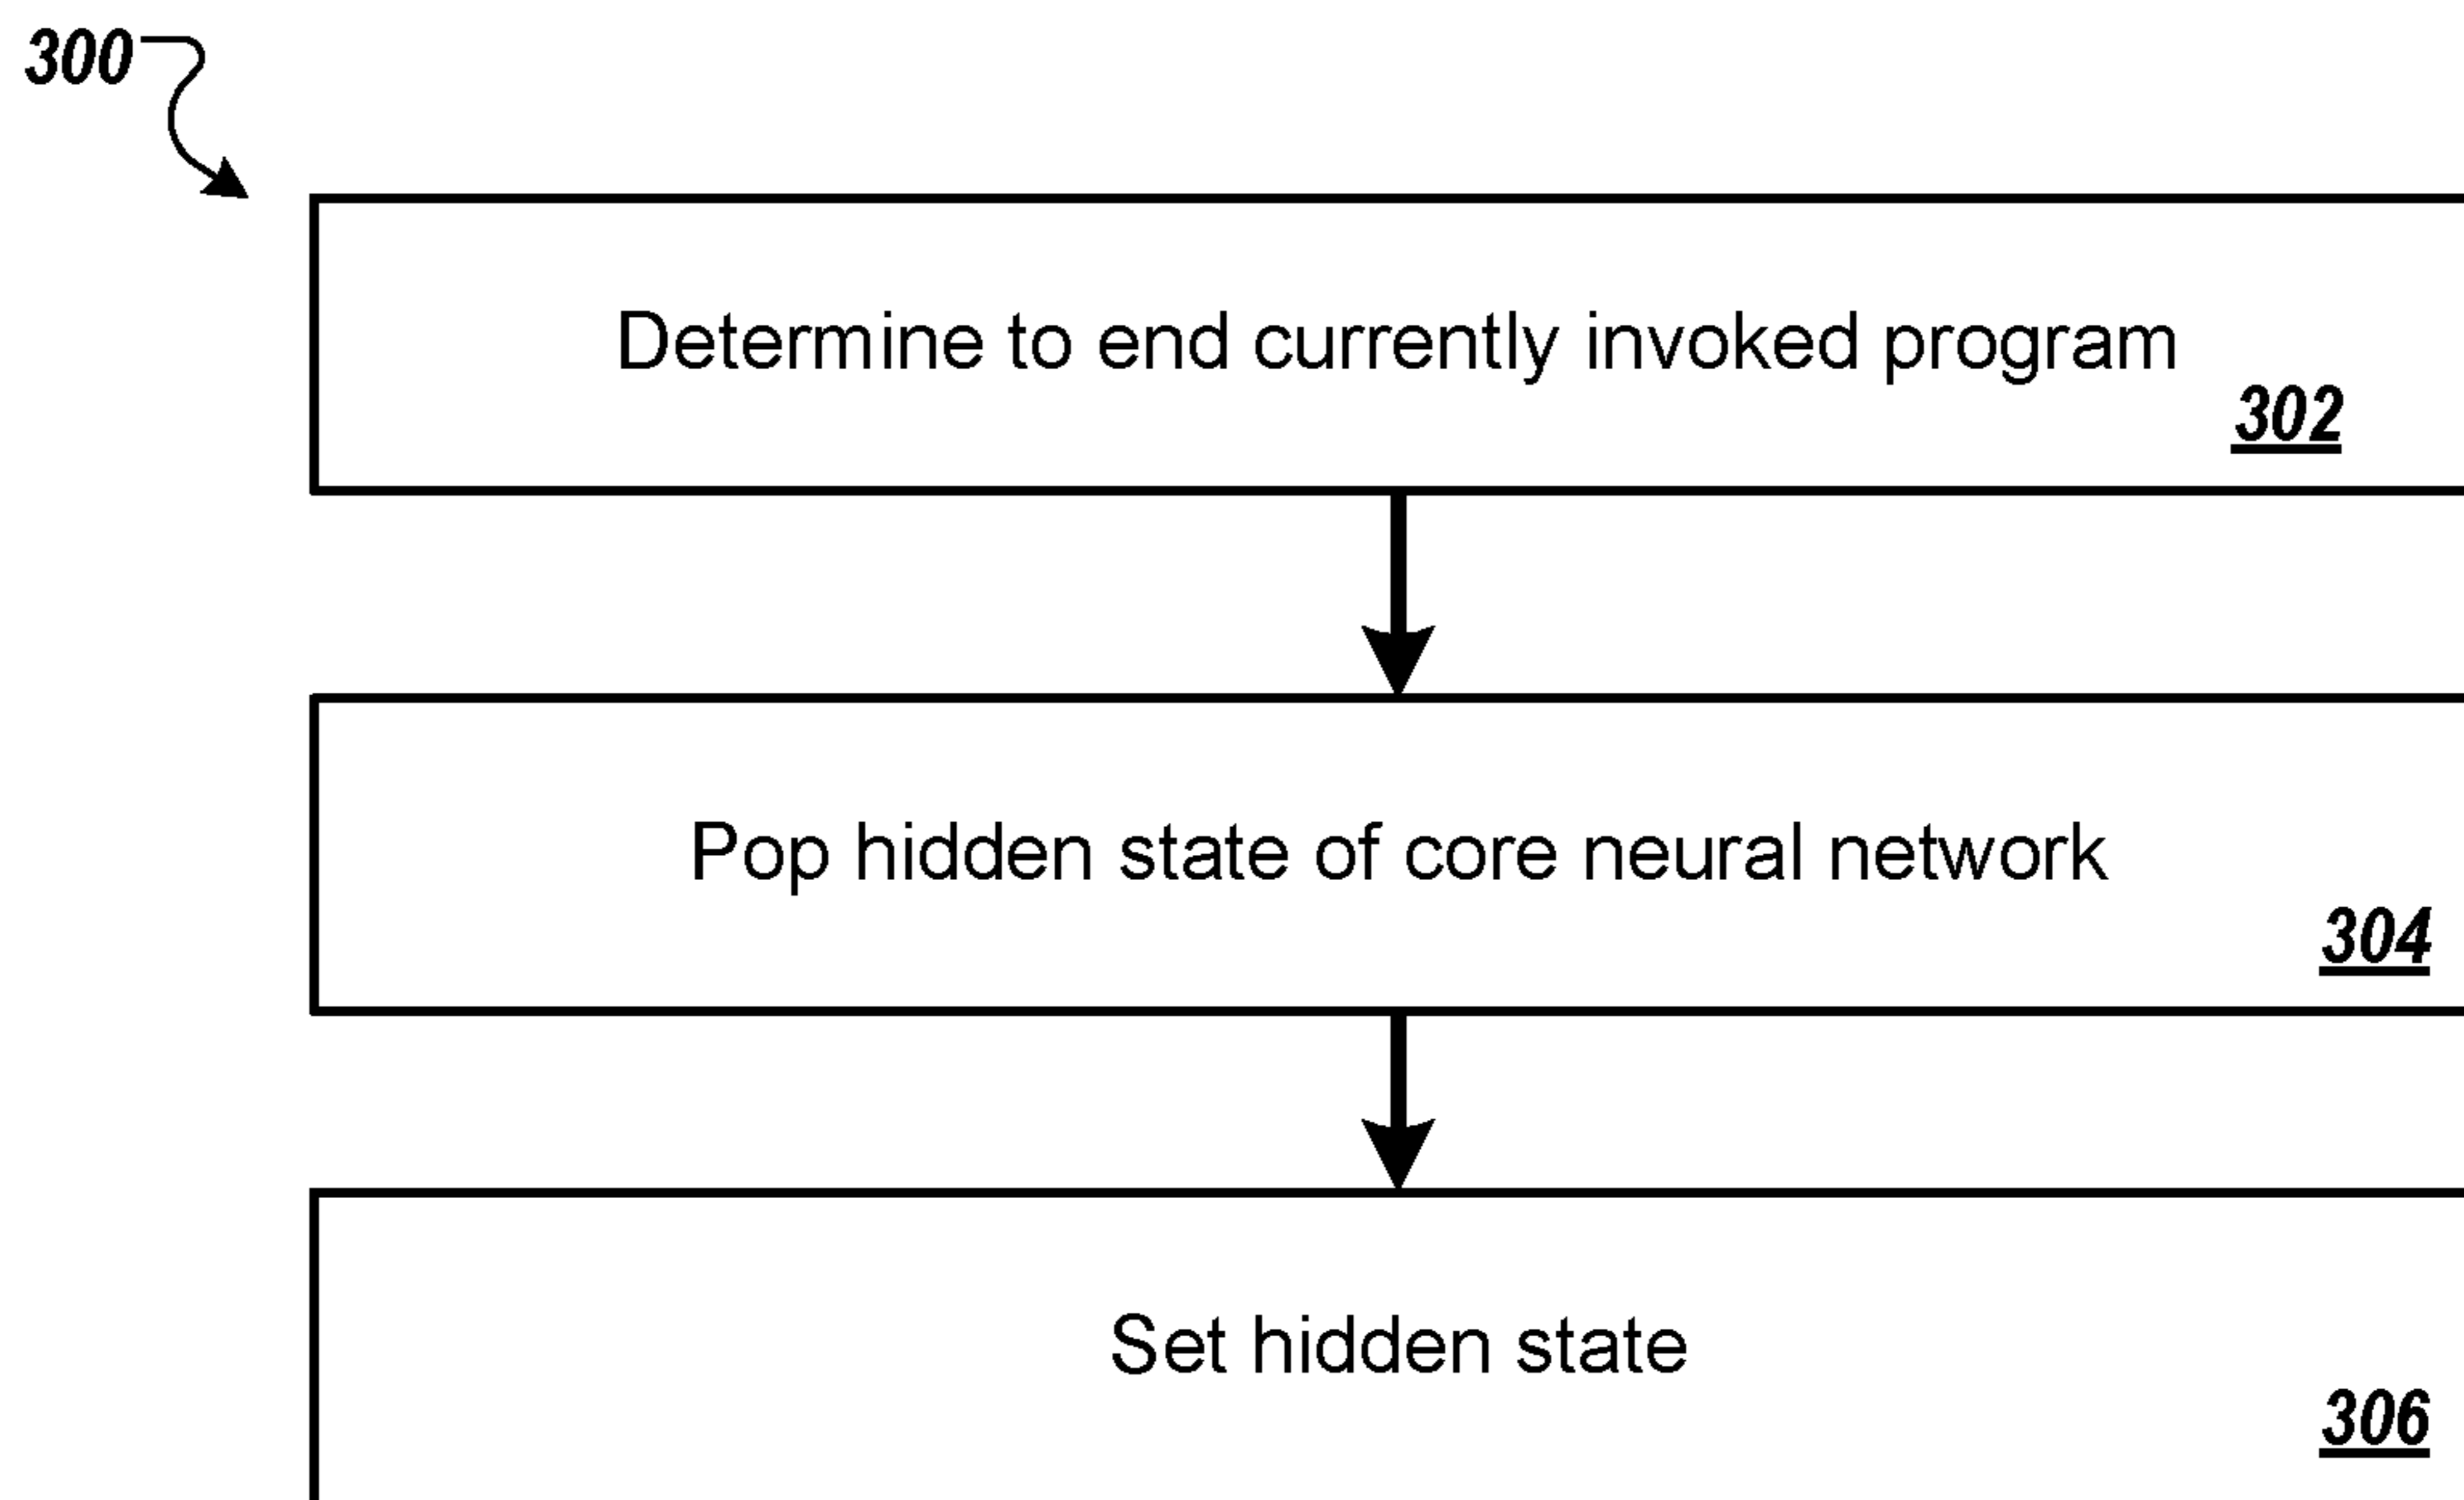 300
Determine to end currently invoked program
302
Pop hidden state of core neural network
304
Set hidden state
306